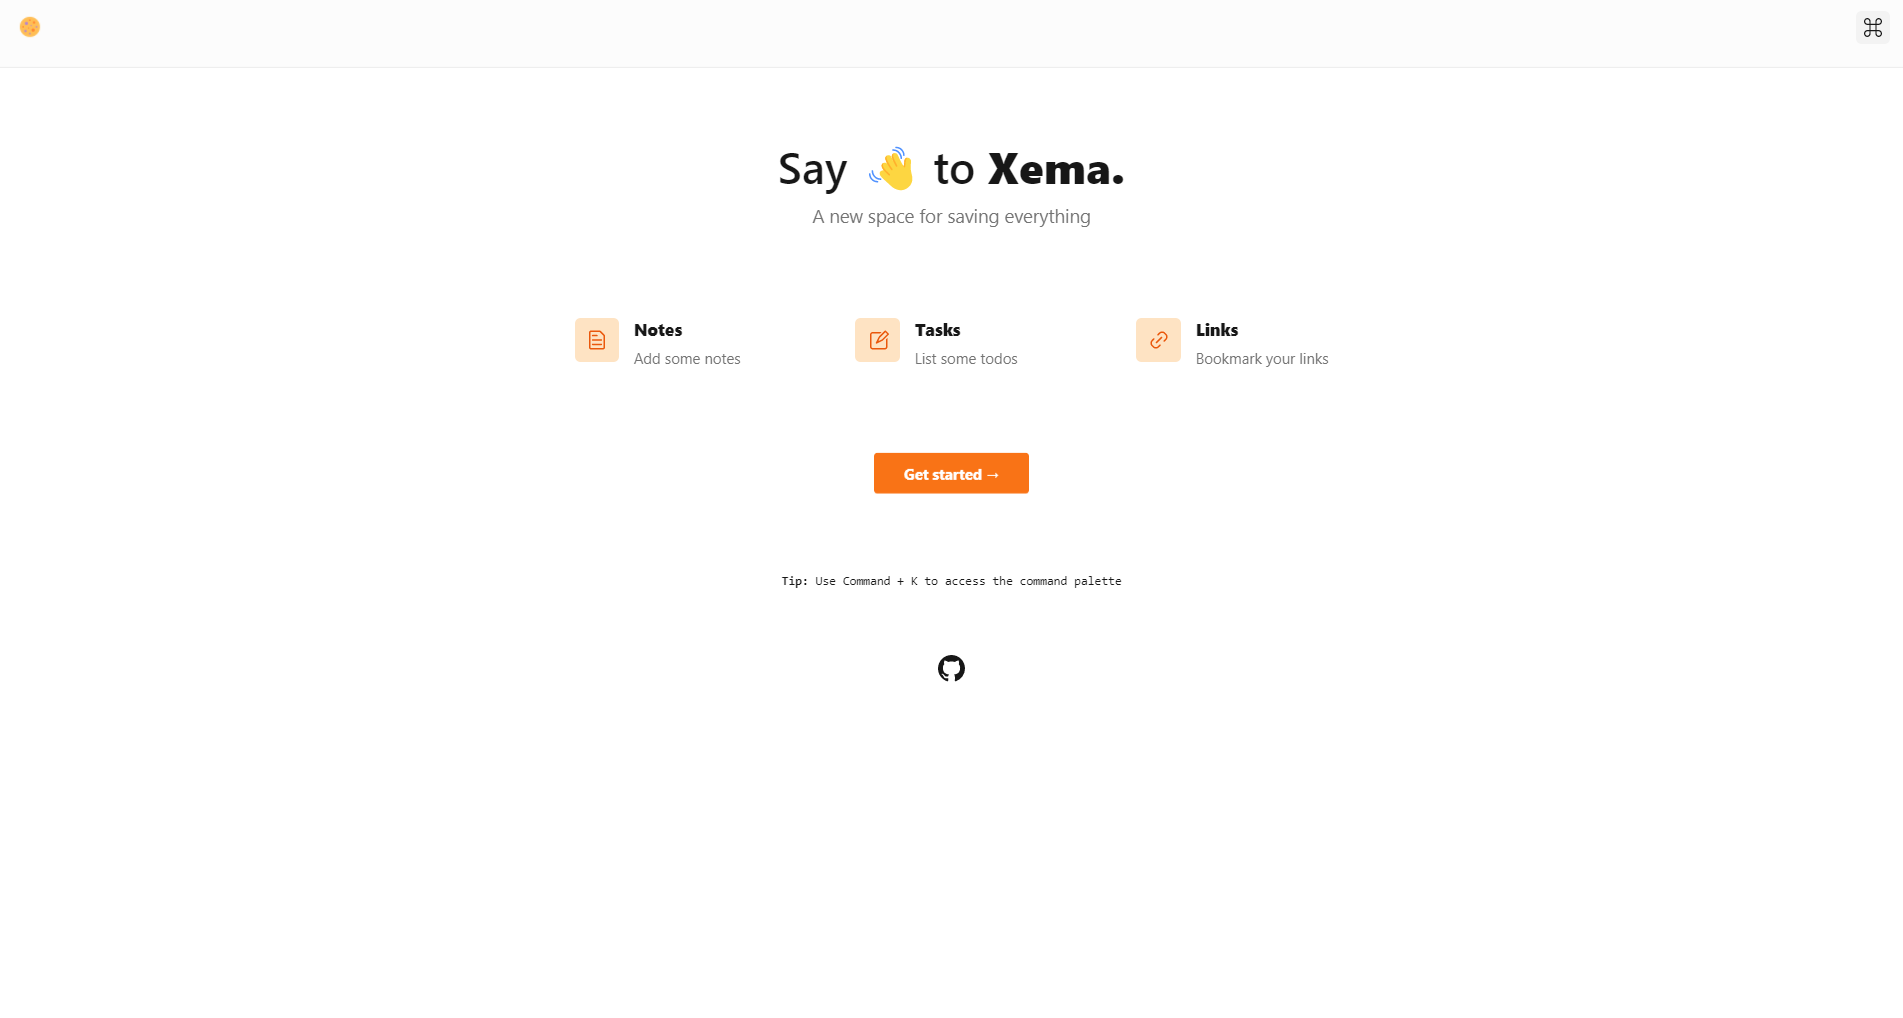 Say 👋 to Xema.
A new space for saving everything
Notes
Add some notes
Tasks
List some todos
Links
Bookmark your links
Get started →
Tip: Use Command + K to access the command palette